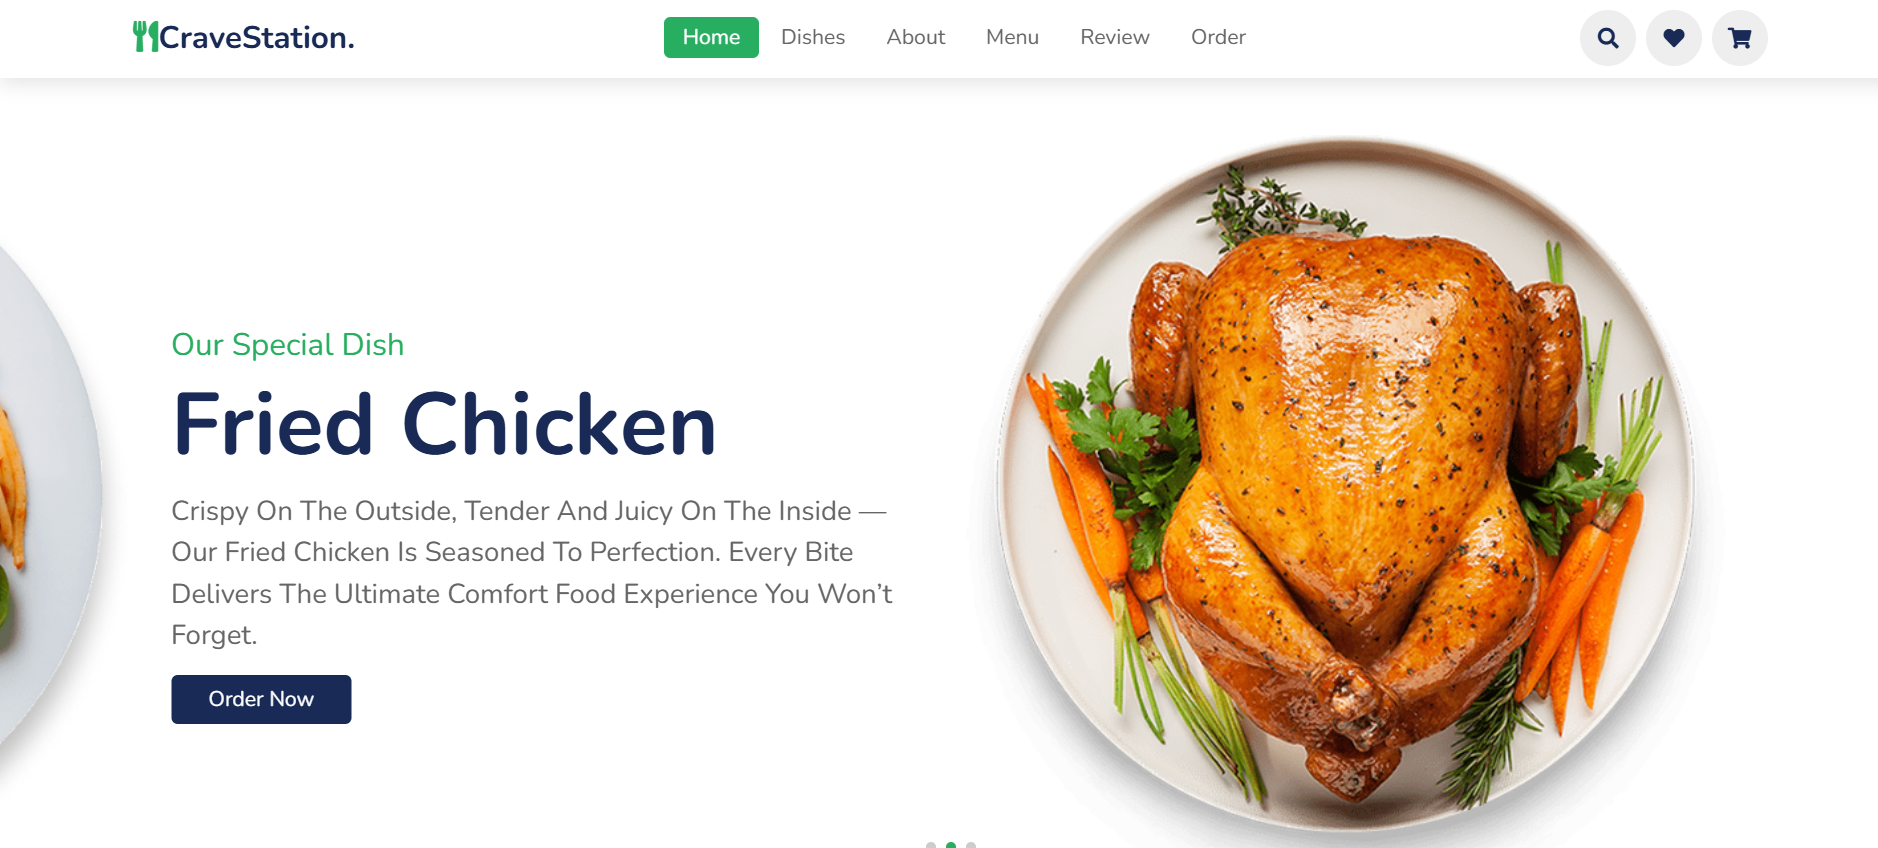 CraveStation.
Home
Dishes
About
Menu
Review
Order
Our Special Dish
Fried Chicken
Crispy On The Outside, Tender And Juicy On The Inside —
Our Fried Chicken Is Seasoned To Perfection. Every Bite
Delivers The Ultimate Comfort Food Experience You Won’t
Forget.
Order Now